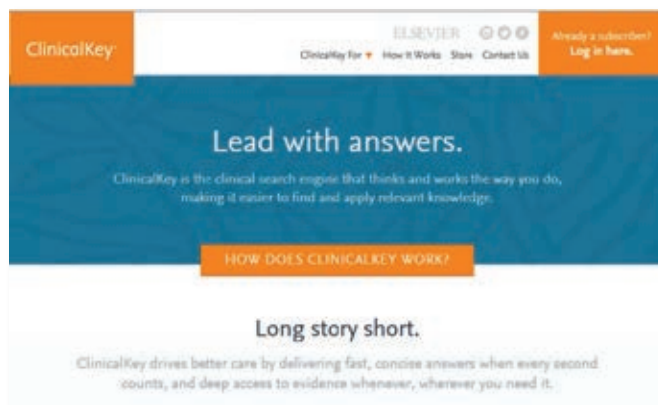 ClinicalKey
ELSEVIER
Already a subscriber?
Log in here.
ClinicalKey For How It Works Store Contact Us
Lead with answers.
ClinicalKey is the clinical search engine that thinks and works the way you do,
making it easier to find and apply relevant knowledge.
HOW DOES CLINICALKEY WORK?
Long story short.
ClinicalKey drives better care by delivering fast, concise answers when every second
counts, and deep access to evidence whenever, wherever you need it.